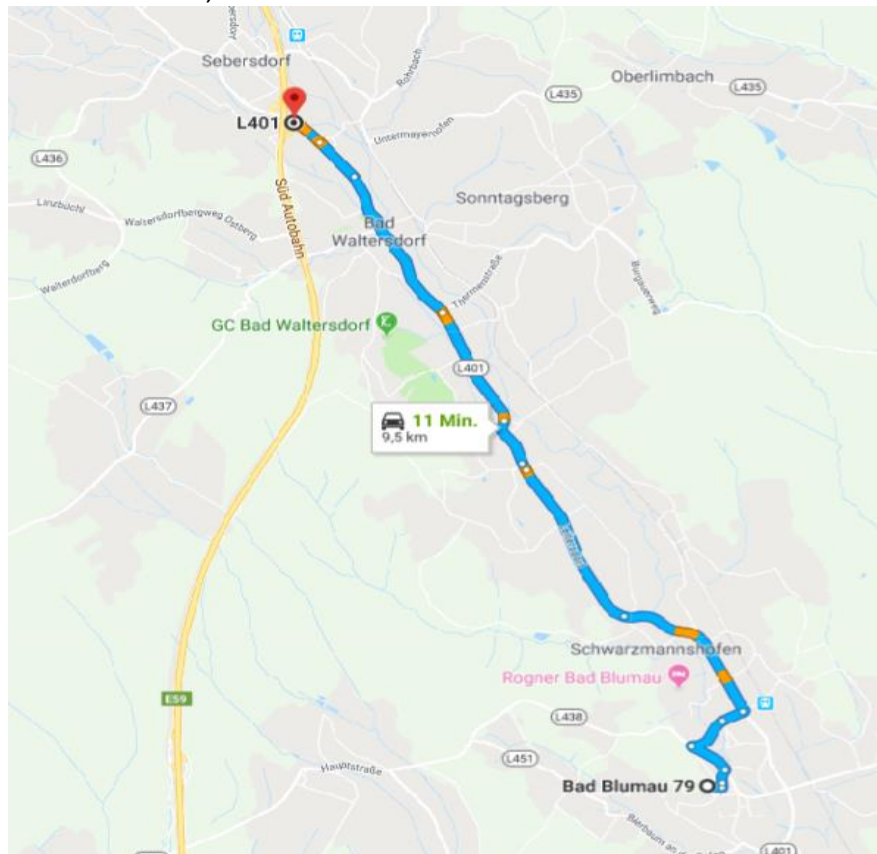 Sebersdorf
Oberlimbach
L435
L435
Rohrbach
L401
Untermayerhofen
L436
Süd Autobahn
Linzbüchl
Waltersdorfbergweg Ostberg
Sonntagsberg
Bad
Waltersdorf
Walterdorfberg
Thermenstraße
Burgauerweg
GC Bad Waltersdorf
L401
L437
11 Min.
9,5 km
Schwarzmannshofen
Rogner Bad Blumau
E59
L438
L451
Hauptstraße
Bad Blumau 79
L401